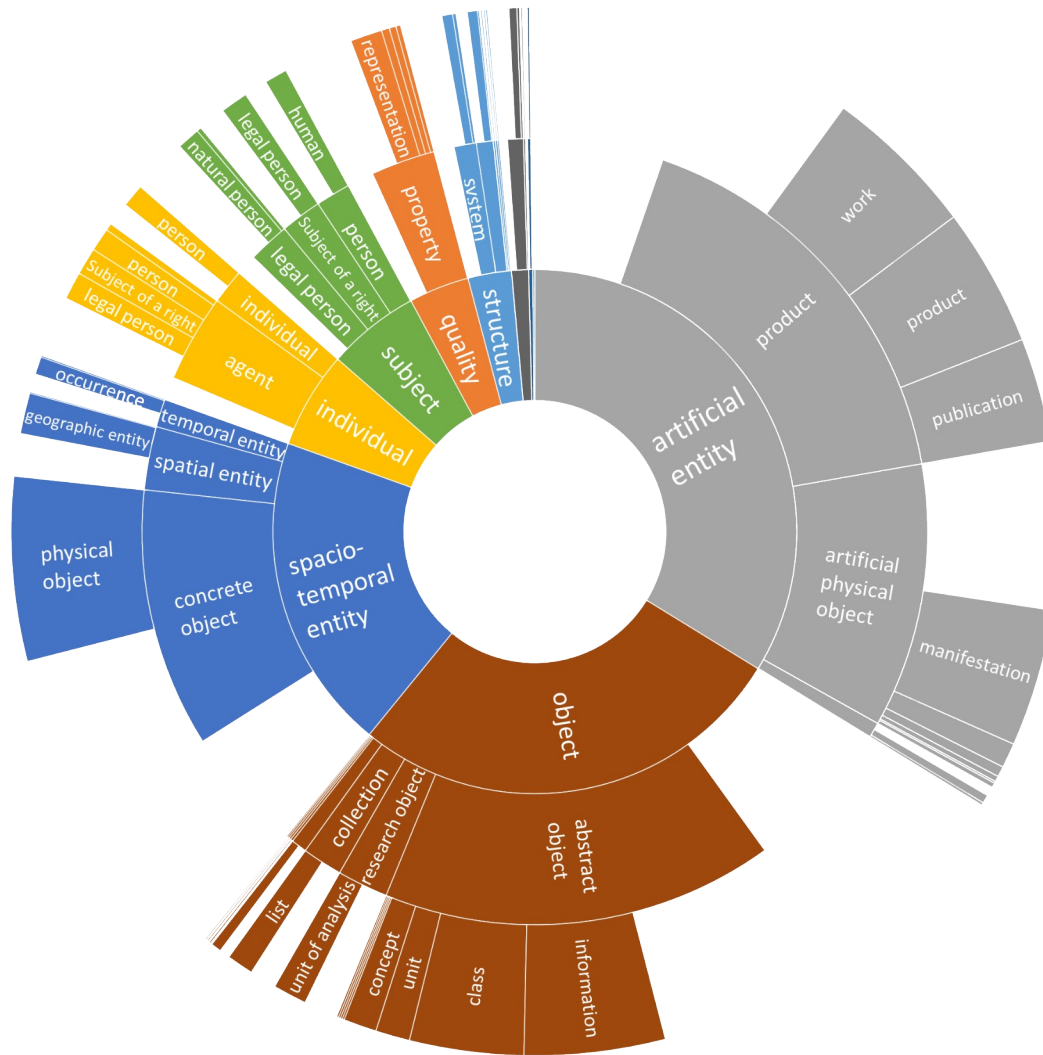 artificial
entity
product
work
product
publication
artificial
physical
object
manifestation
object
abstract
object
information
class
unit
concept
research object
unit of analysis
collection
list
spacio-
temporal
entity
concrete
object
physical
object
spatial entity
geographic entity
temporal entity
occurrence
individual
agent
legal person
Subject of a right
person
individual
person
subject
legal person
natural person
Subject of a right
legal person
person
human
quality
property
representation
structure
system